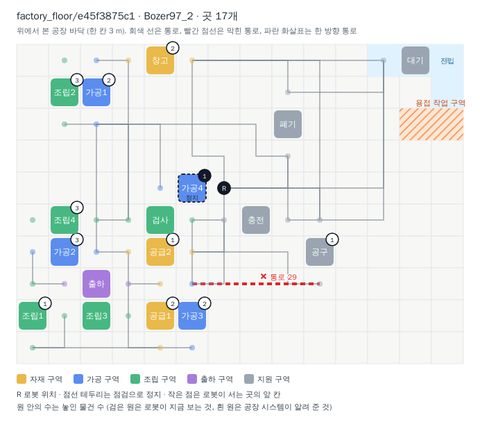 factory_floor/e45f3875c1 · Bozer97_2 · 곳 17개
위에서 본 공장 바닥 (한 칸 3 m). 회색 선은 통로, 빨간 점선은 막힌 통로, 파란 화살표는 한 방향 통로
창고 2
대기
조립2 3
가공1 2
용접 작업 구역
폐기
가공4 1
정지
R
조립4 3
검사
충전
가공2 3
공급2 1
공구 1
출하
✕ 통로 29
조립1 1
조립3
공급1 2
가공3 2
자재 구역
가공 구역
조립 구역
출하 구역
지원 구역
R 로봇 위치 · 점선 테두리는 점검으로 정지 · 작은 점은 로봇이 서는 곳의 앞 칸
원 안의 수는 놓인 물건 수 (검은 원은 로봇이 지금 보는 것, 흰 원은 공장 시스템이 알려 준 것)